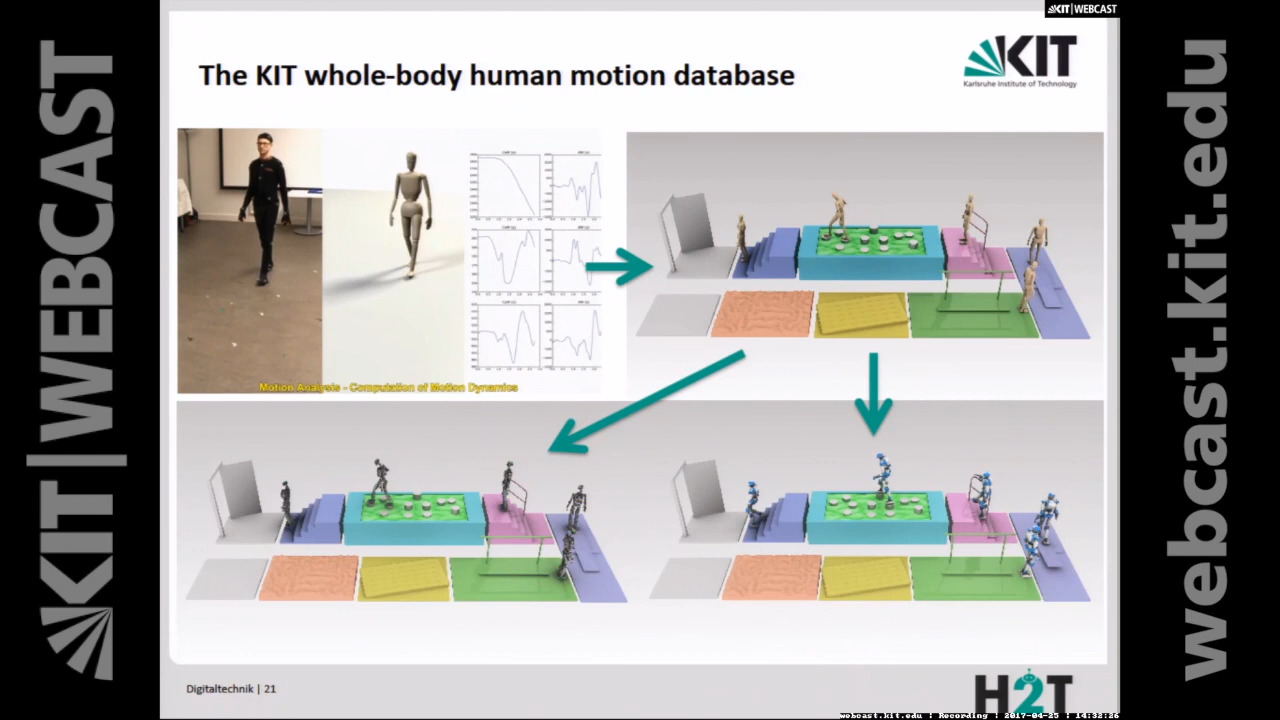 KIT|WEBCAST
KIT|WEBCAST
webcast.kit.edu
The KIT whole-body human motion database
KIT
Karlsruhe Institute of Technology
Motion Analysis - Computation of Motion Dynamics
Digitaltechnik | 21
H2T
webcast.kit.edu : Recording : 2017-04-25 : 14:32:26